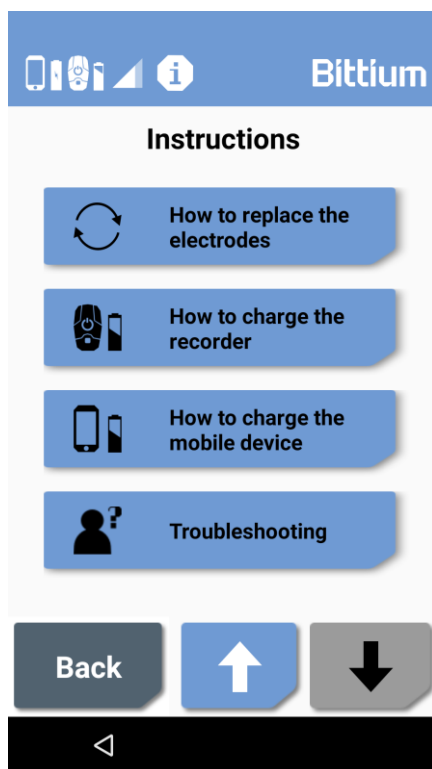 i
Bittium
Instructions
How to replace the
electrodes
How to charge the
recorder
How to charge the
mobile device
?
Troubleshooting
Back